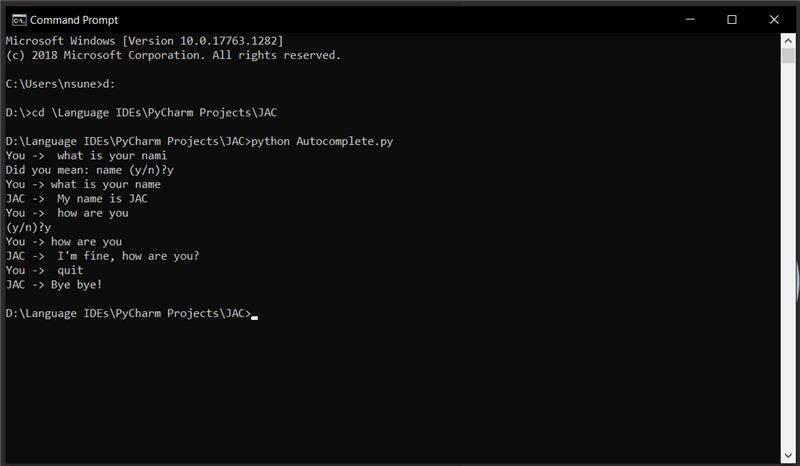 Command Prompt
Microsoft Windows [Version 10.0.17763.1282]
(c) 2018 Microsoft Corporation. All rights reserved.
C:\Users\nsune>d:
D:\>cd \Language IDEs\PyCharm Projects\JAC
D:\Language IDEs\PyCharm Projects\JAC>python Autocomplete.py
You ->  what is your nami
Did you mean: name (y/n)?y
You -> what is your name
JAC ->  My name is JAC
You ->  how are you
(y/n)?y
You -> how are you
JAC ->  I'm fine, how are you?
You ->  quit
JAC -> Bye bye!
D:\Language IDEs\PyCharm Projects\JAC>